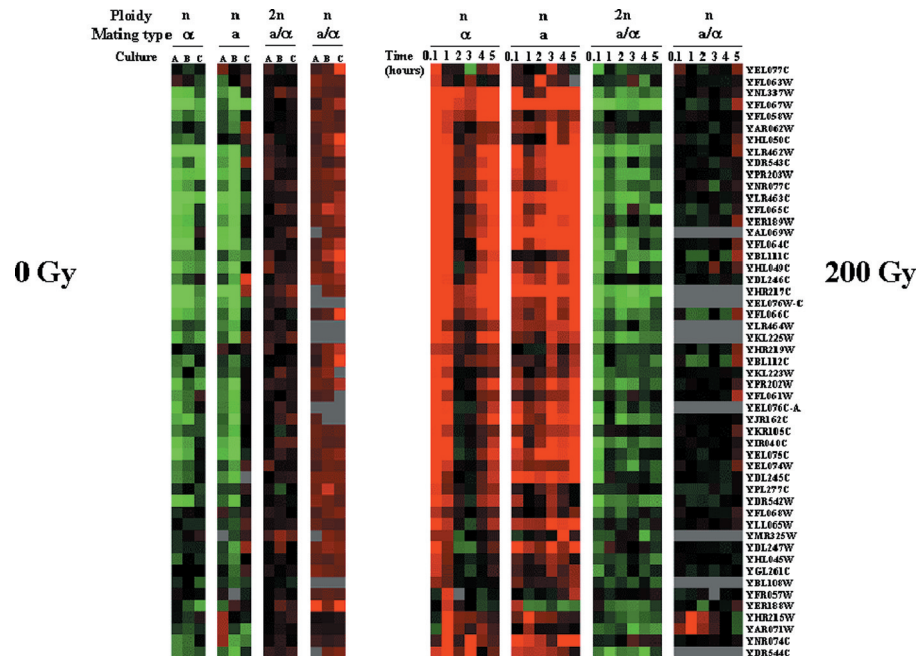 Ploidy n n 2n n n n 2n n
Mating type α a a/α a/α α a a/α a/α
Culture A B C A B C A B C A B C Time (hours) 0.1 1 2 3 4 5 0.1 1 2 3 4 5 0.1 1 2 3 4 5 0.1 1 2 3 4 5
YEL077C
YFL063W
YNL337W
YFL067W
YFL058W
YAR062W
YHL050C
YLR462W
YDR543C
YPR203W
YNR077C
YLR463C
YFL065C
YER189W
YAL069W
YFL064C
YBL111C
YHL049C
0 Gy
200 Gy
YDL246C
YHR217C
YEL076W-C
YFL066C
YLR464W
YKL225W
YHR219W
YBL112C
YKL223W
YPR202W
YFL061W
YEL076C-A
YJR162C
YKR105C
YIR040C
YEL075C
YEL074W
YDL245C
YPL277C
YDR542W
YFL068W
YLL065W
YMR325W
YDL247W
YHL045W
YGL261C
YBL108W
YFR057W
YER188W
YHR215W
YAR071W
YNR074C
YDR544C